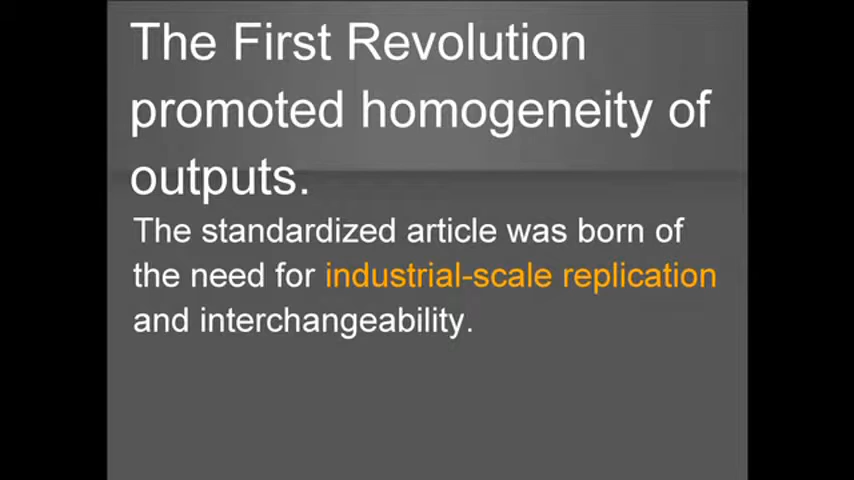 The First Revolution
promoted homogeneity of
outputs.
The standardized article was born of
the need for industrial-scale replication
and interchangeability.